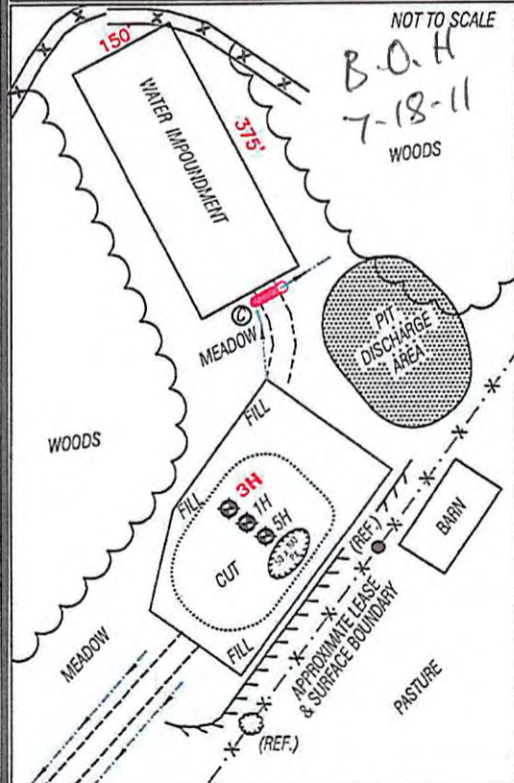 NOT TO SCALE
B.O.H
7-18-11
150'
375'
WATER IMPOUNDMENT
WOODS
C
MEADOW
PIT
DISCHARGE
AREA
WOODS
FILL
FILL
3H
1H
5H
CUT
(REF.)
BARN
FILL
APPROXIMATE LEASE
& SURFACE BOUNDARY
MEADOW
PASTURE
(REF.)